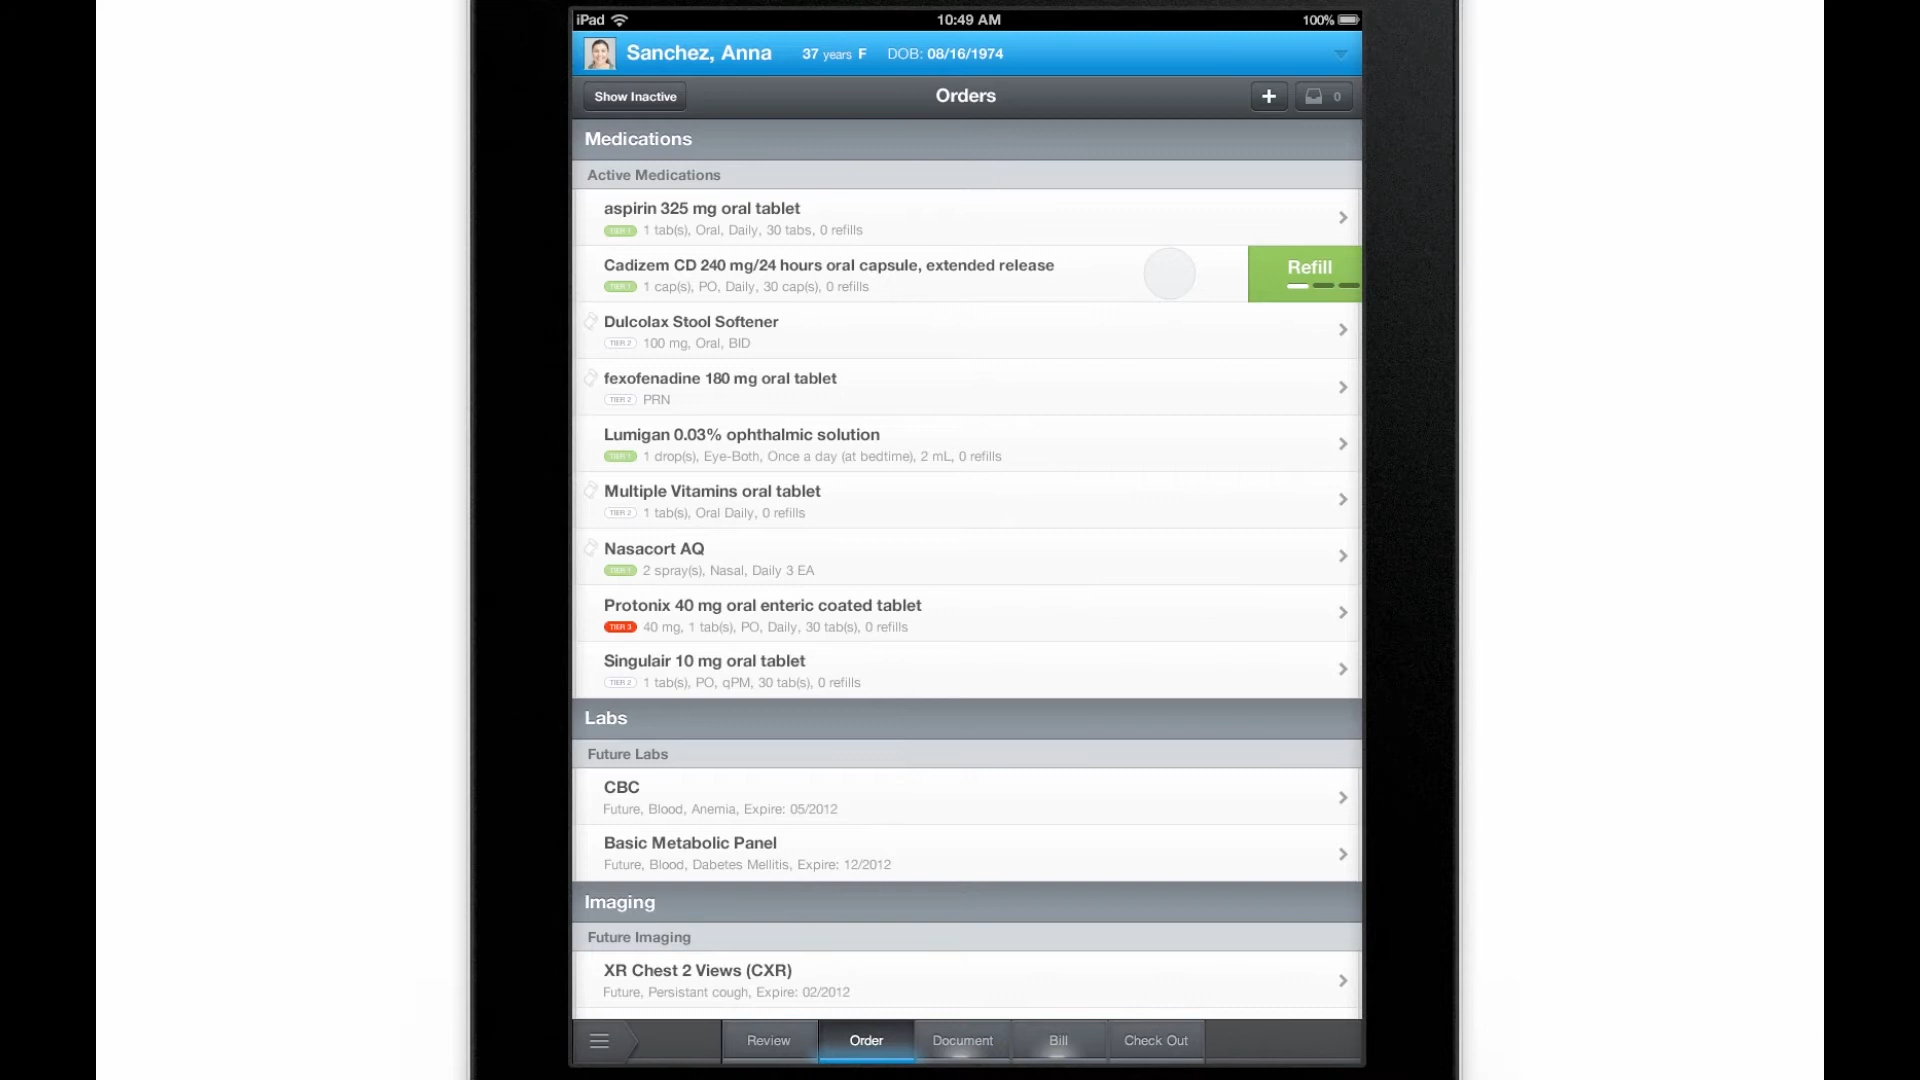 iPad 10:49 AM 100%
Sanchez, Anna 37 years F DOB: 08/16/1974
Show Inactive Orders + 0
Medications
Active Medications
aspirin 325 mg oral tablet
TIER 1 1 tab(s), Oral, Daily, 30 tabs, 0 refills
Cadizem CD 240 mg/24 hours oral capsule, extended release Refill
TIER 1 1 cap(s), PO, Daily, 30 cap(s), 0 refills
Dulcolax Stool Softener
TIER 2 100 mg, Oral, BID
fexofenadine 180 mg oral tablet
TIER 2 PRN
Lumigan 0.03% ophthalmic solution
TIER 1 1 drop(s), Eye-Both, Once a day (at bedtime), 2 mL, 0 refills
Multiple Vitamins oral tablet
TIER 2 1 tab(s), Oral Daily, 0 refills
Nasacort AQ
TIER 1 2 spray(s), Nasal, Daily 3 EA
Protonix 40 mg oral enteric coated tablet
TIER 3 40 mg, 1 tab(s), PO, Daily, 30 tab(s), 0 refills
Singulair 10 mg oral tablet
TIER 2 1 tab(s), PO, qPM, 30 tab(s), 0 refills
Labs
Future Labs
CBC
Future, Blood, Anemia, Expire: 05/2012
Basic Metabolic Panel
Future, Blood, Dabetes Mellitis, Expire: 12/2012
Imaging
Future Imaging
XR Chest 2 Views (CXR)
Future, Persistant cough, Expire: 02/2012
Review Order Document Bill Check Out